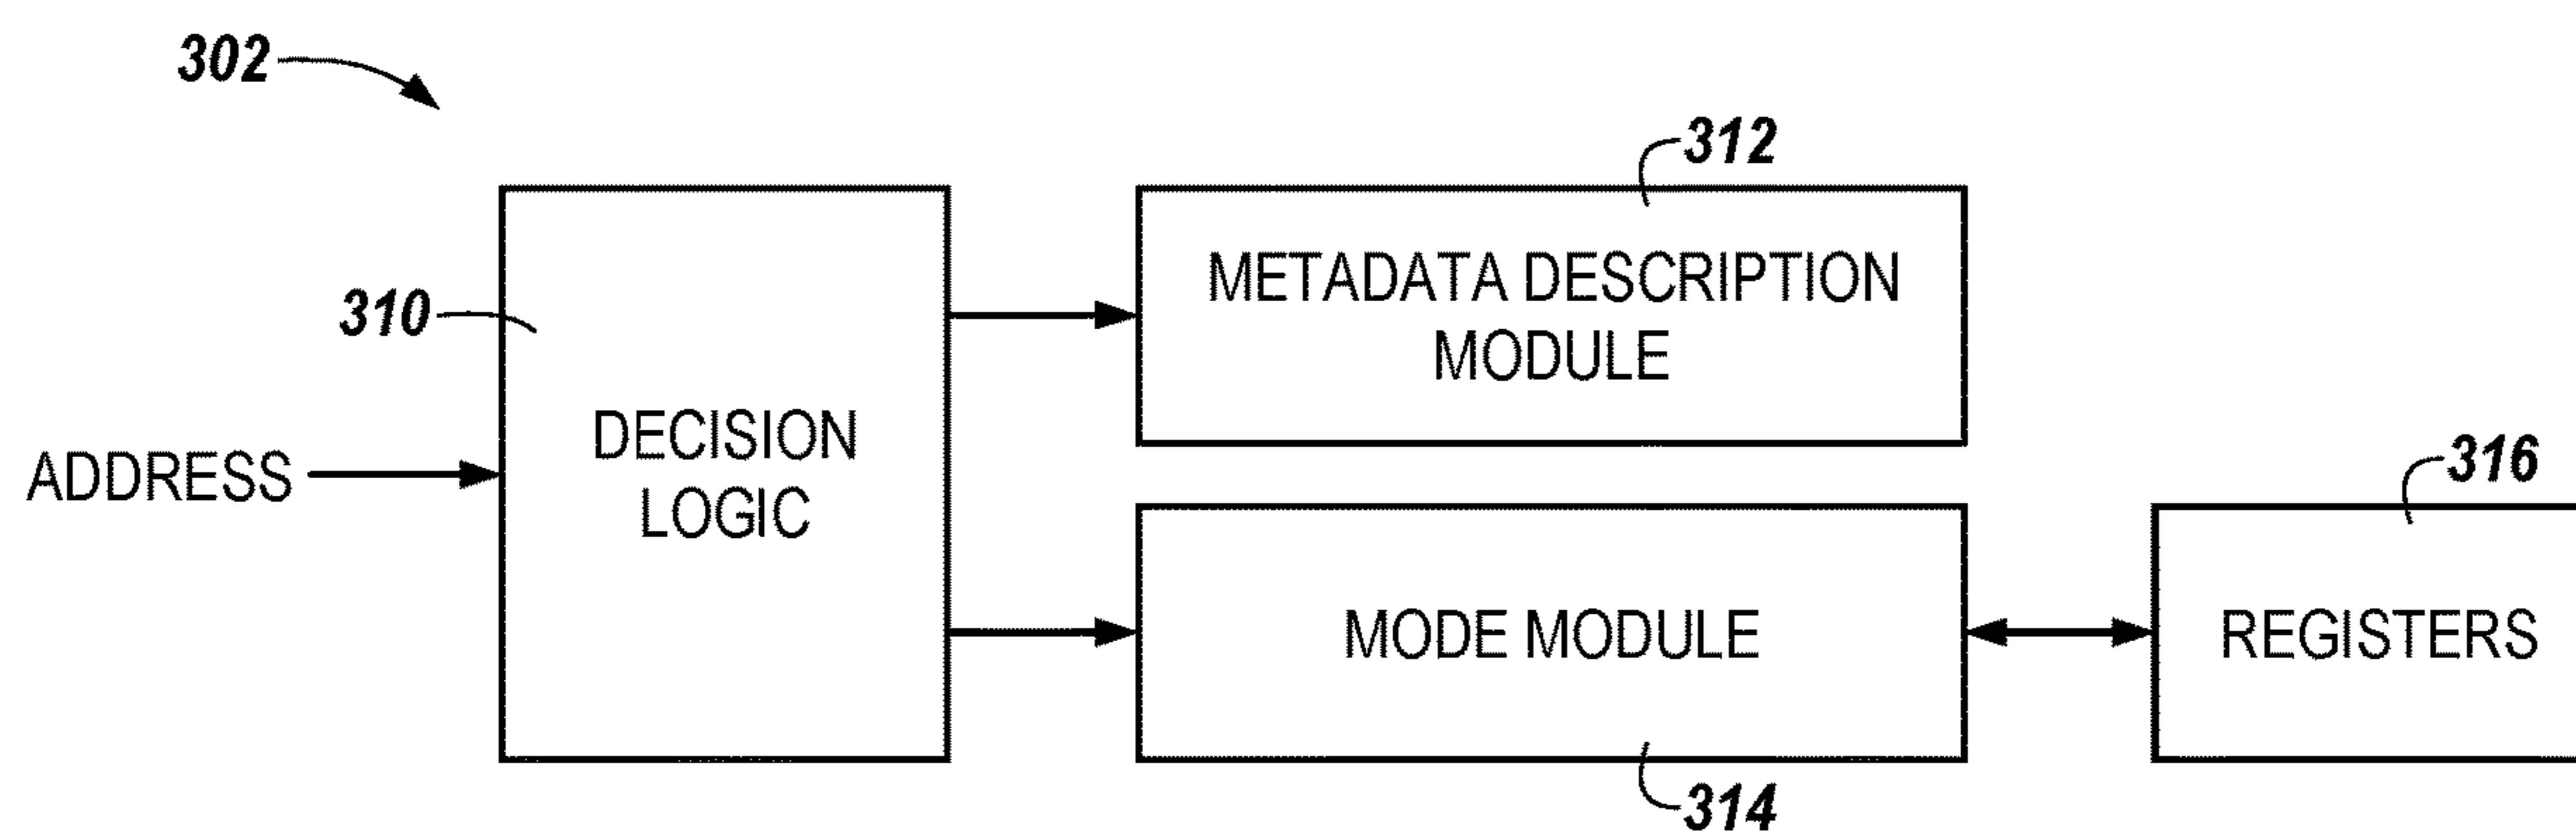 302
312
METADATA DESCRIPTION
MODULE
310
DECISION
LOGIC
ADDRESS
316
MODE MODULE
REGISTERS
314